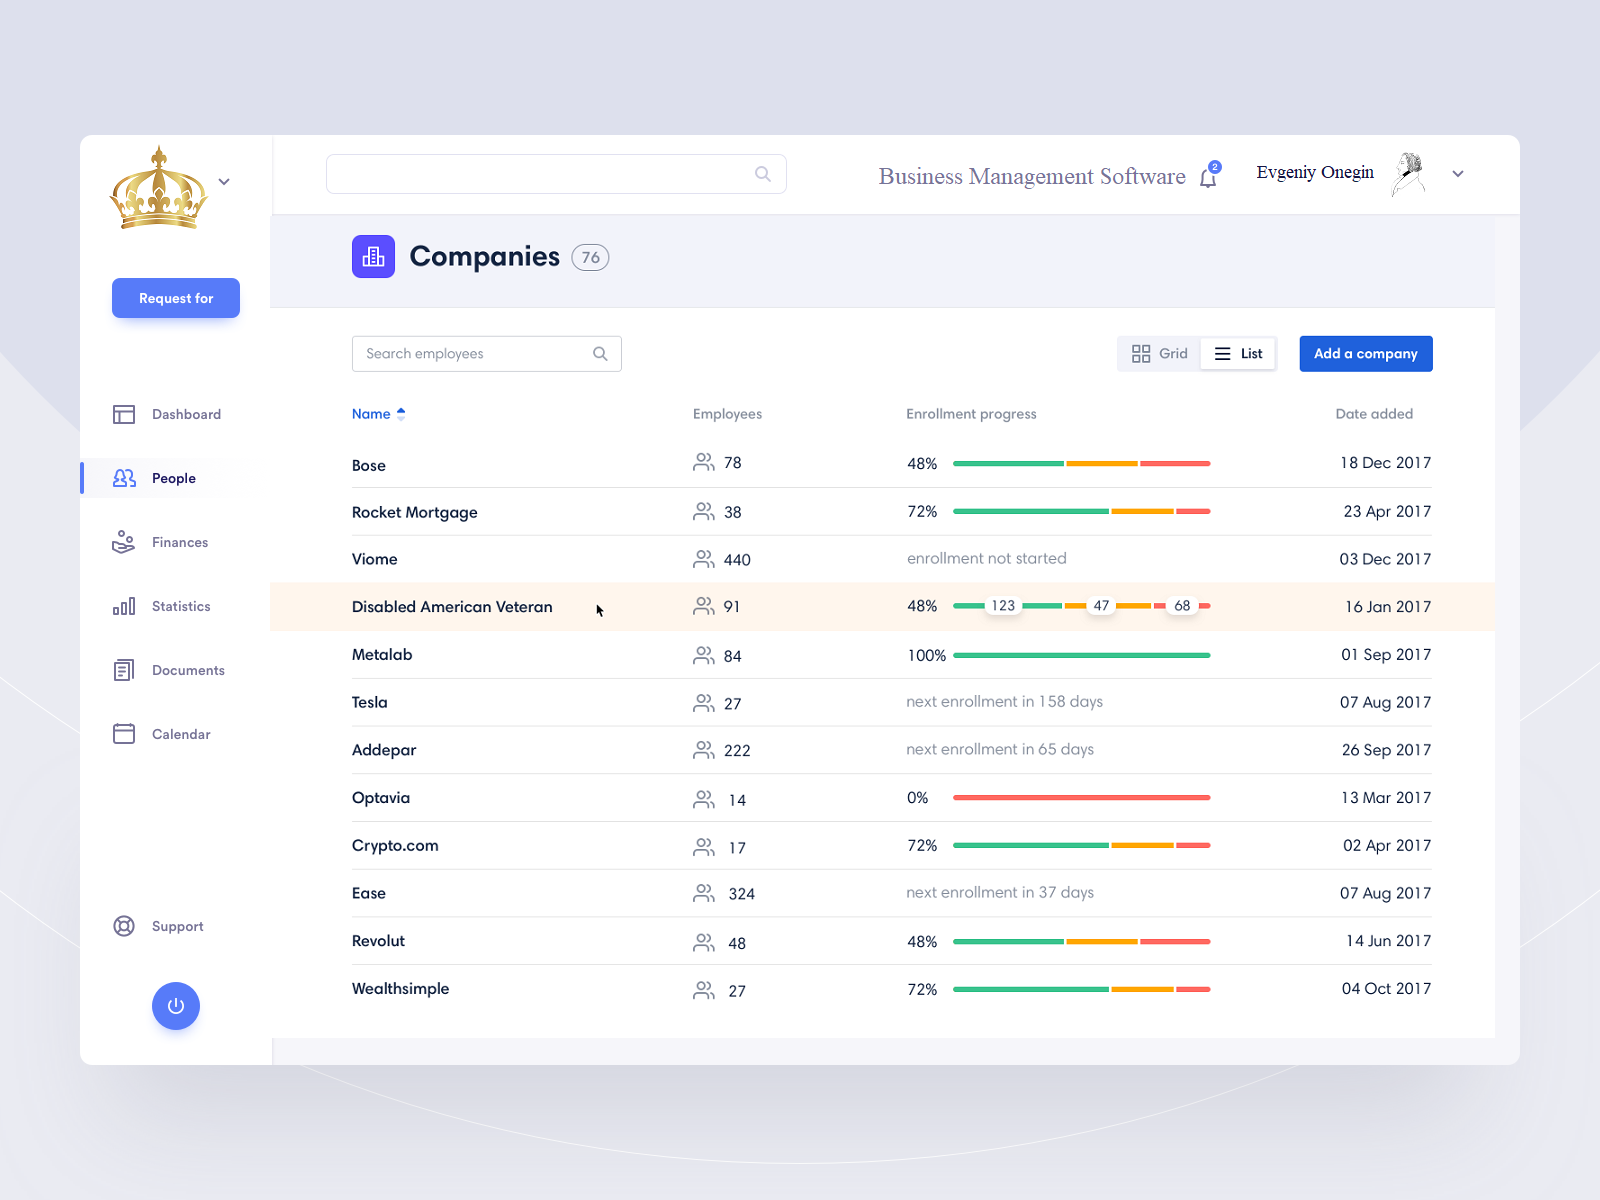 Business Management Software
2
Evgeniy Onegin
Request for
Companies 76
Search employees
Grid
List
Add a company
Dashboard
People
Finances
Statistics
Documents
Calendar
Support
Name Employees Enrollment progress Date added
Bose 78 48% 18 Dec 2017
Rocket Mortgage 38 72% 23 Apr 2017
Viome 440 enrollment not started 03 Dec 2017
Disabled American Veteran 91 48% 123 47 68 16 Jan 2017
Metalab 84 100% 01 Sep 2017
Tesla 27 next enrollment in 158 days 07 Aug 2017
Addepar 222 next enrollment in 65 days 26 Sep 2017
Optavia 14 0% 13 Mar 2017
Crypto.com 17 72% 02 Apr 2017
Ease 324 next enrollment in 37 days 07 Aug 2017
Revolut 48 48% 14 Jun 2017
Wealthsimple 27 72% 04 Oct 2017